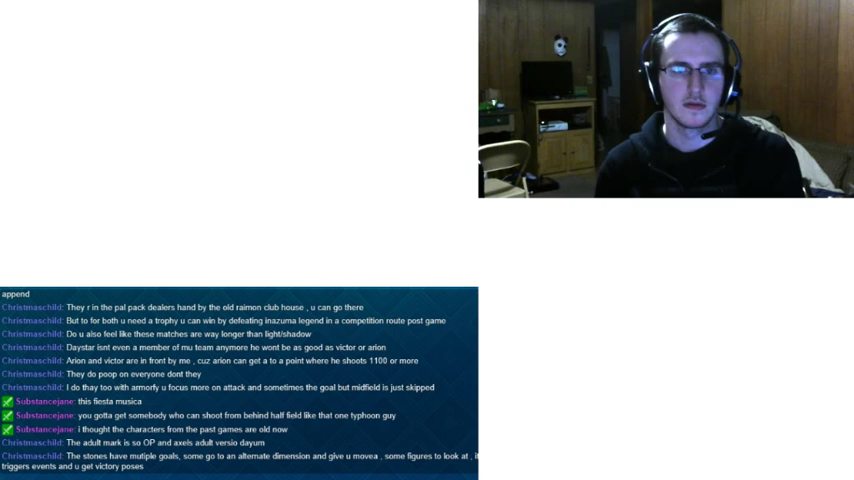 append
Christmaschild: They r in the pal pack dealers hand by the old raimon club house , u can go there
Christmaschild: But to for both u need a trophy u can win by defeating inazuma legend in a competition route post game
Christmaschild: Do u also feel like these matches are way longer than light/shadow
Christmaschild: Daystar isnt even a member of mu team anymore he wont be as good as victor or arion
Christmaschild: Arion and victor are in front by me , cuz arion can get a to a point where he shoots 1100 or more
Christmaschild: They do poop on everyone dont they
Christmaschild: I do thay too with armorfy u focus more on attack and sometimes the goal but midfield is just skipped
Substancejane: this fiesta musica
Substancejane: you gotta get somebody who can shoot from behind half field like that one typhoon guy
Substancejane: i thought the characters from the past games are old now
Christmaschild: The adult mark is so OP and axels adult versio dayum
Christmaschild: The stones have mutiple goals, some go to an alternate dimension and give u movea , some figures to look at ,
triggers events and u get victory poses